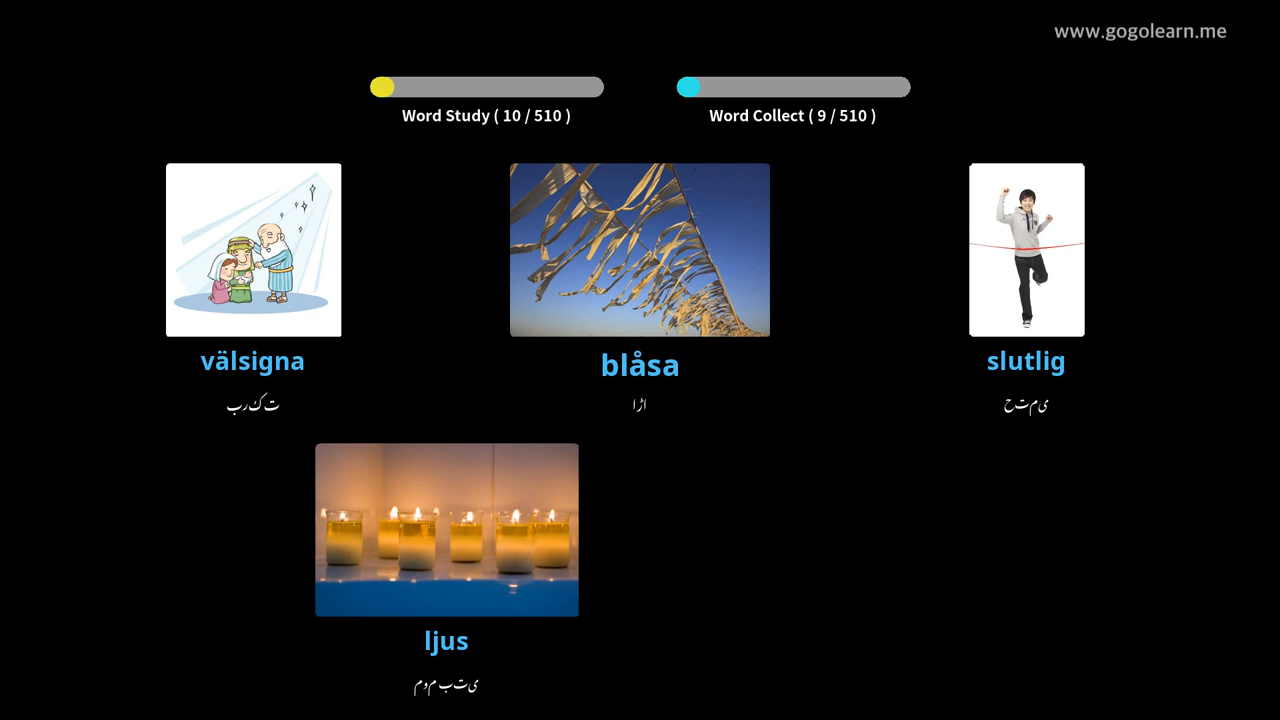 www.gogolearn.me
Word Study ( 10 / 510 )
Word Collect ( 9 / 510 )
välsigna
blåsa
slutlig
برکت
اڑا
حتمی
ljus
موم بتی